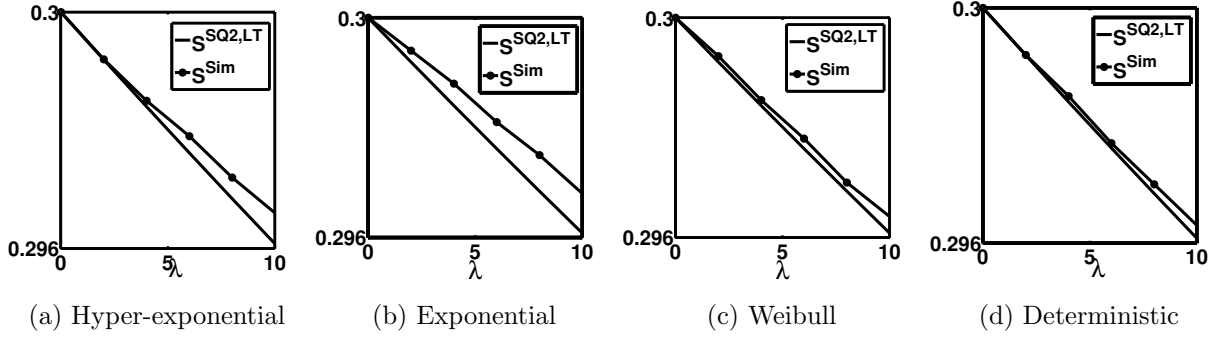 0.3
S^SQ2,LT
S^Sim
0.296
0 5 10
λ
(a) Hyper-exponential
0.3
S^SQ2,LT
S^Sim
0.296
0 5 10
λ
(b) Exponential
0.3
S^SQ2,LT
S^Sim
0.296
0 5 10
λ
(c) Weibull
0.3
S^SQ2,LT
S^Sim
0.296
0 5 10
λ
(d) Deterministic